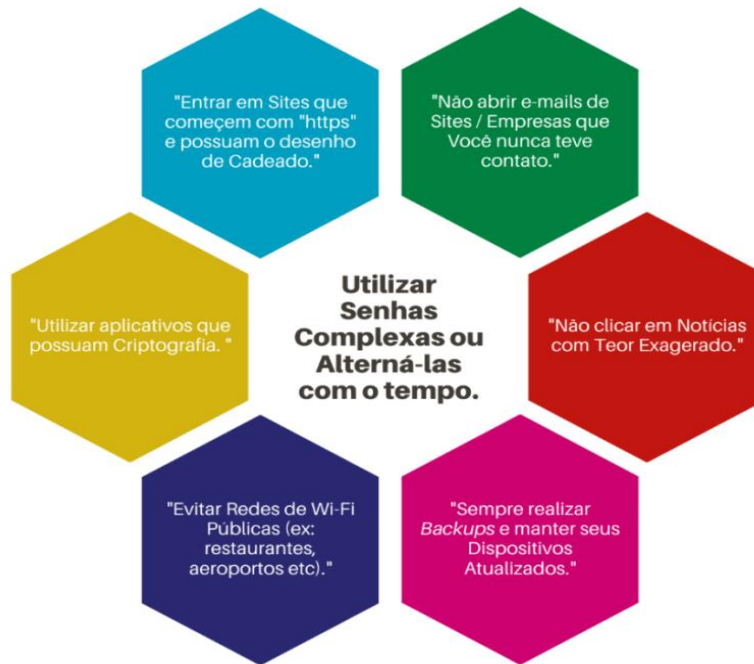 "Entrar em Sites que
começem com "https"
e possuam o desenho
de Cadeado."
"Não abrir e-mails de
Sites / Empresas que
Você nunca teve
contato."
"Utilizar aplicativos que
possuam Criptografia. "
Utilizar
Senhas
Complexas ou
Alterná-las
com o tempo.
"Não clicar em Notícias
com Teor Exagerado."
"Evitar Redes de Wi-Fi
Públicas (ex:
restaurantes,
aeroportos etc)."
"Sempre realizar
Backups e manter seus
Dispositivos
Atualizados."